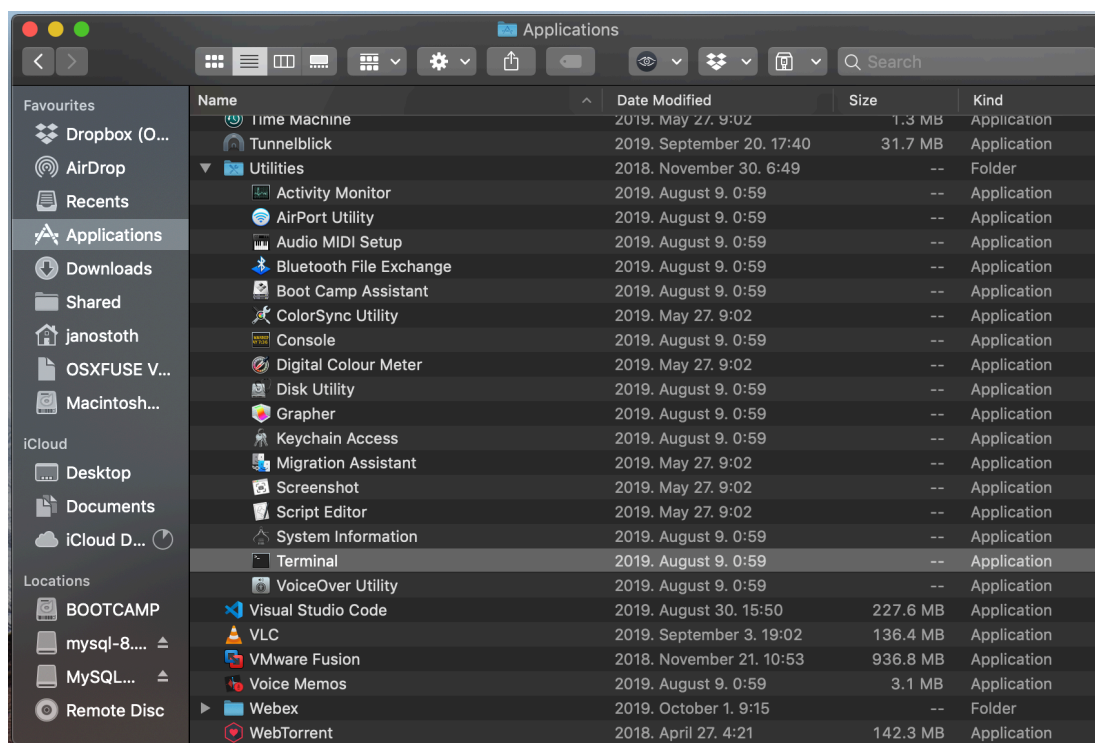 Applications
Search
Favourites
Dropbox (O...
AirDrop
Recents
Applications
Downloads
Shared
janostoth
OSXFUSE V...
Macintosh...
iCloud
Desktop
Documents
iCloud D...
Locations
BOOTCAMP
mysql-8....
MySQL...
Remote Disc
Name Date Modified Size Kind
Time Machine 2019. May 27. 9:02 1.3 MB Application
Tunnelblick 2019. September 20. 17:40 31.7 MB Application
Utilities 2018. November 30. 6:49 -- Folder
Activity Monitor 2019. August 9. 0:59 -- Application
AirPort Utility 2019. August 9. 0:59 -- Application
Audio MIDI Setup 2019. August 9. 0:59 -- Application
Bluetooth File Exchange 2019. August 9. 0:59 -- Application
Boot Camp Assistant 2019. August 9. 0:59 -- Application
ColorSync Utility 2019. May 27. 9:02 -- Application
Console 2019. August 9. 0:59 -- Application
Digital Colour Meter 2019. May 27. 9:02 -- Application
Disk Utility 2019. August 9. 0:59 -- Application
Grapher 2019. August 9. 0:59 -- Application
Keychain Access 2019. August 9. 0:59 -- Application
Migration Assistant 2019. May 27. 9:02 -- Application
Screenshot 2019. May 27. 9:02 -- Application
Script Editor 2019. May 27. 9:02 -- Application
System Information 2019. August 9. 0:59 -- Application
Terminal 2019. August 9. 0:59 -- Application
VoiceOver Utility 2019. August 9. 0:59 -- Application
Visual Studio Code 2019. August 30. 15:50 227.6 MB Application
VLC 2019. September 3. 19:02 136.4 MB Application
VMware Fusion 2018. November 21. 10:53 936.8 MB Application
Voice Memos 2019. August 9. 0:59 3.1 MB Application
Webex 2019. October 1. 9:15 -- Folder
WebTorrent 2018. April 27. 4:21 142.3 MB Application